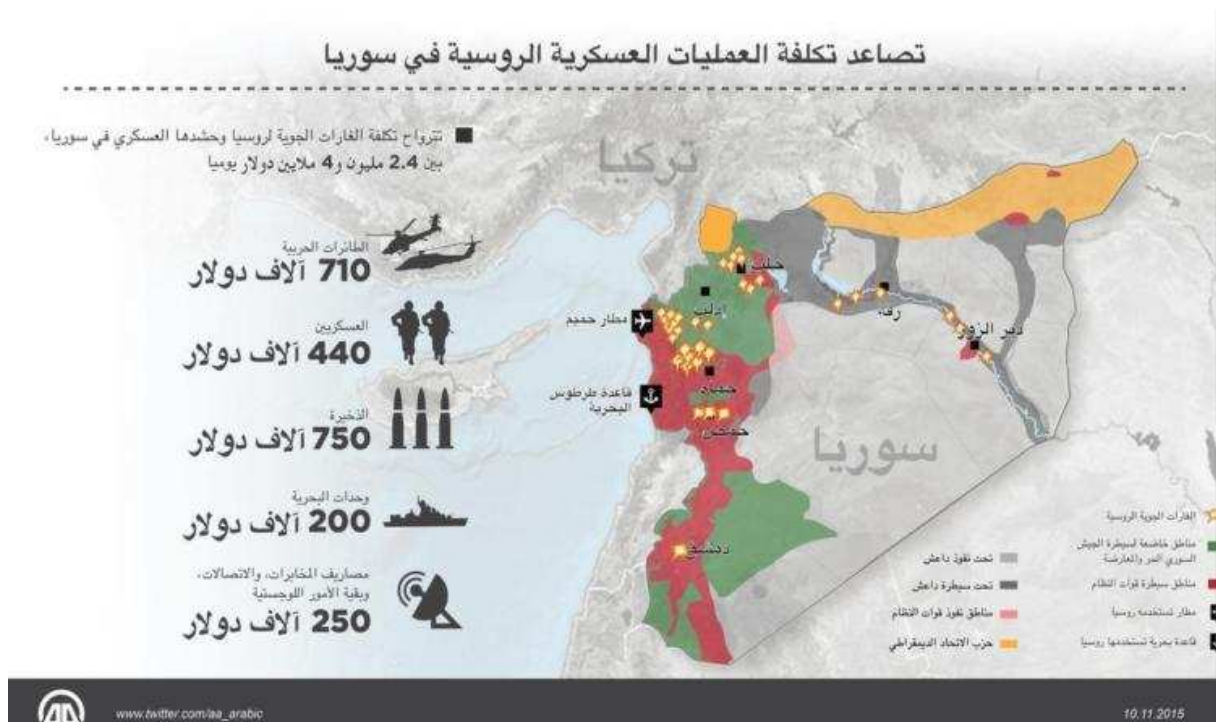 تصاعد تكلفة العمليات العسكرية الروسية في سوريا
تتراوح تكلفة الغارات الجوية لروسيا وحشدها العسكري في سوريا،
بين 2.4 مليون و4 ملايين دولار يوميا
الطائرات الحربية
710 آلاف دولار
العسكريين
440 آلاف دولار
الذخيرة
750 آلاف دولار
وحدات البحرية
200 آلاف دولار
مصاريف المخابرات، والاتصالات،
وبقية الأمور اللوجستية
250 آلاف دولار
تركيا
حلب
إدلب
رقة
دير الزور
مطار حميم
حماه
قاعدة طرطوس
البحرية
حمص
سوريا
دمشق
الغارات الجوية الروسية
مناطق خاضعة لسيطرة الجيش
السوري الحر والمعارضة
مناطق سيطرة قوات النظام
مطار تستخدمه روسيا
قاعدة بحرية تستخدمها روسيا
تحت نفوذ داعش
تحت سيطرة داعش
مناطق نفوذ قوات النظام
حزب الاتحاد الديمقراطي
AA
www.twitter.com/aa_arabic
10.11.2015